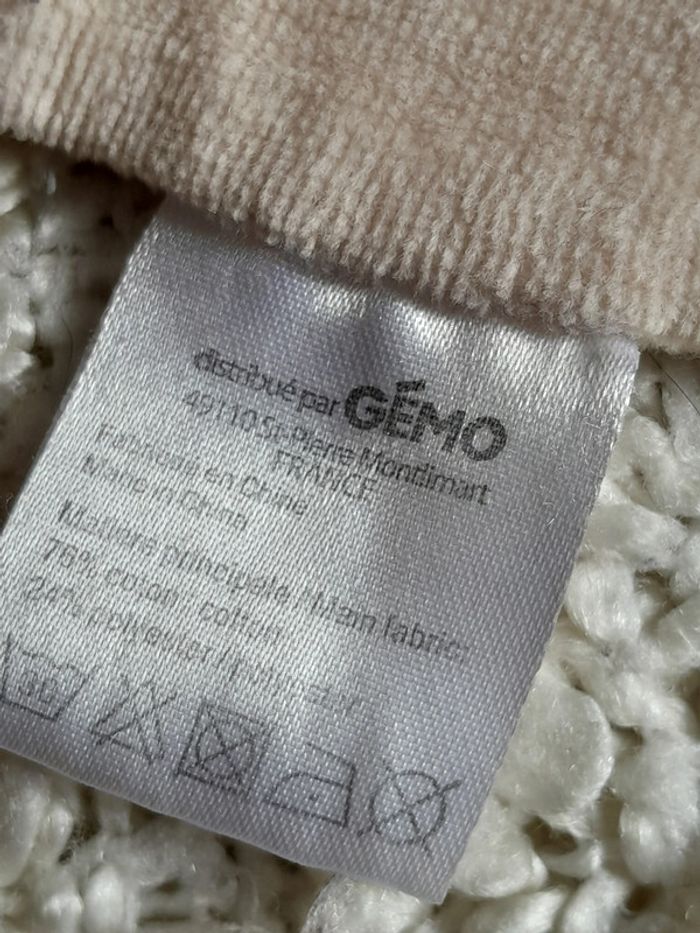 distribué par GÉMO
49110 St-Pierre Montlimart
FRANCE
Fabriqué en Chine
Made in China
Matière principale / Main fabric:
76% coton / cotton
24% polyester / polyester
30